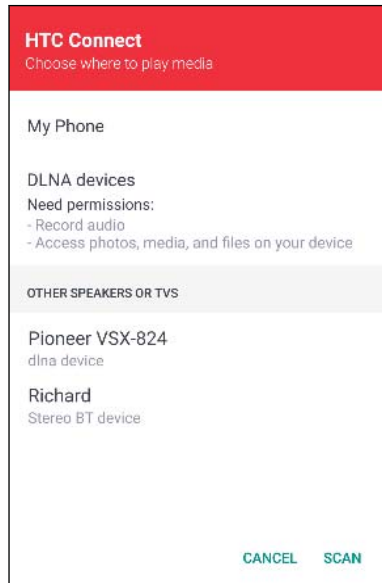 HTC Connect
Choose where to play media
My Phone
DLNA devices
Need permissions:
- Record audio
- Access photos, media, and files on your device
OTHER SPEAKERS OR TVS
Pioneer VSX-824
dlna device
Richard
Stereo BT device
CANCEL SCAN